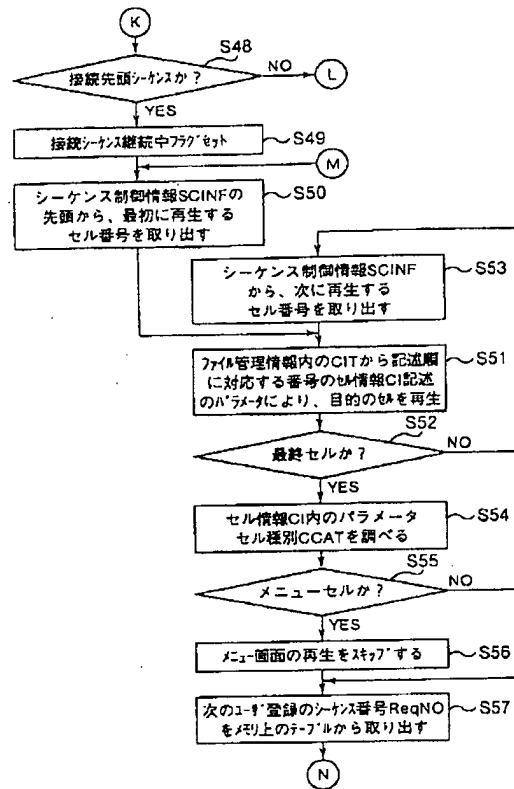 K
S48
接続先頭シーケンスか?
NO
L
YES
接続シーケンス継続中フラグセット
S49
M
シーケンス制御情報SCINFの
先頭から、最初に再生する
セル番号を取り出す
S50
シーケンス制御情報SCINF
から、次に再生する
セル番号を取り出す
S53
ファイル管理情報内のCITから記述順
に対応する番号のセル情報CI記述
のパラメータにより、目的のセルを再生
S51
S52
最終セルか?
NO
YES
セル情報CI内のパラメータ
セル種別CCATを調べる
S54
S55
メニューセルか?
NO
YES
メニュー画面の再生をスキップする
S56
次のユーザ登録のシーケンス番号ReqNO
をメモリ上のテーブルから取り出す
S57
N